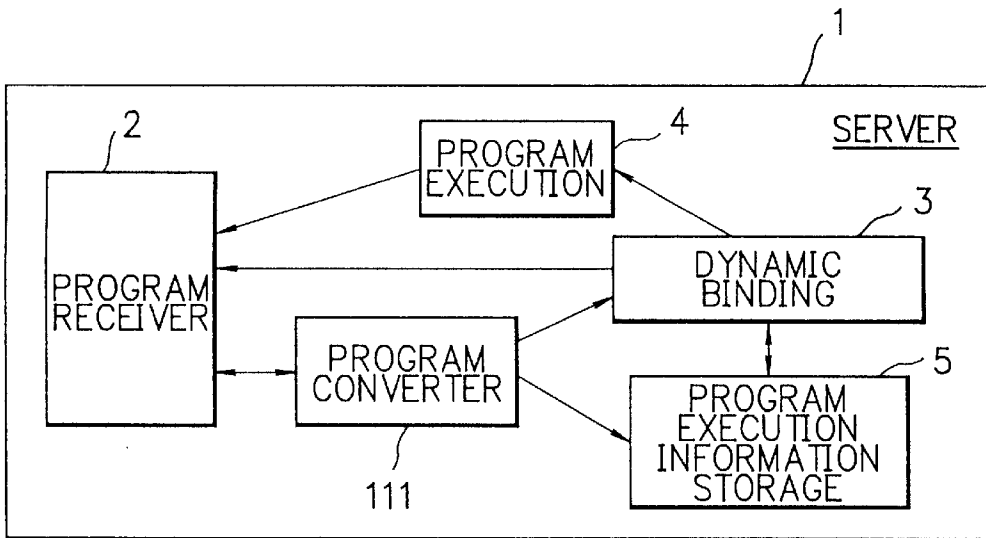 1
SERVER
2
PROGRAM
RECEIVER
4
PROGRAM
EXECUTION
3
DYNAMIC
BINDING
PROGRAM
CONVERTER
111
5
PROGRAM
EXECUTION
INFORMATION
STORAGE